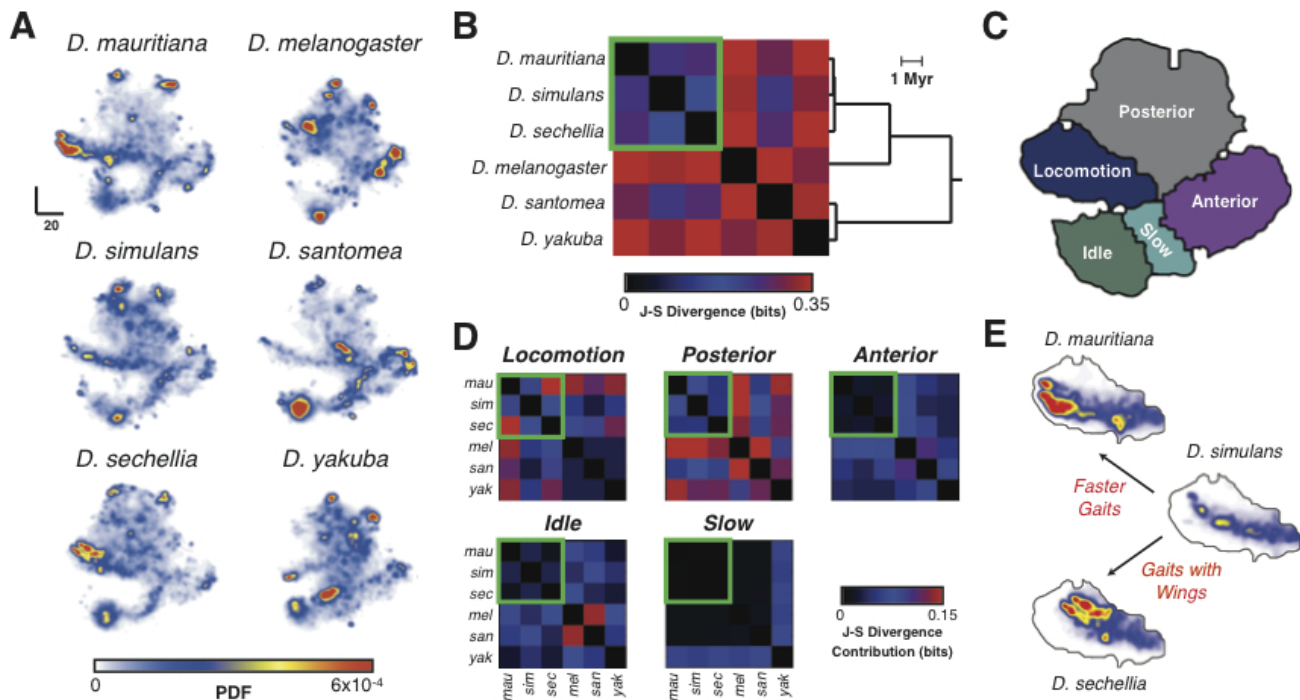 A
D. mauritiana
D. melanogaster
20
D. simulans
D. santomea
D. sechellia
D. yakuba
0
PDF
6x10-4
B
D. mauritiana
D. simulans
D. sechellia
D. melanogaster
D. santomea
D. yakuba
1 Myr
0
J-S Divergence (bits)
0.35
C
Posterior
Locomotion
Anterior
Slow
Idle
D
Locomotion
Posterior
Anterior
mau
sim
sec
mel
san
yak
Idle
Slow
mau
sim
sec
mel
san
yak
mau
sim
sec
mel
san
yak
mau
sim
sec
mel
san
yak
0
0.15
J-S Divergence
Contribution (bits)
E
D. mauritiana
D. simulans
Faster
Gaits
Gaits with
Wings
D. sechellia